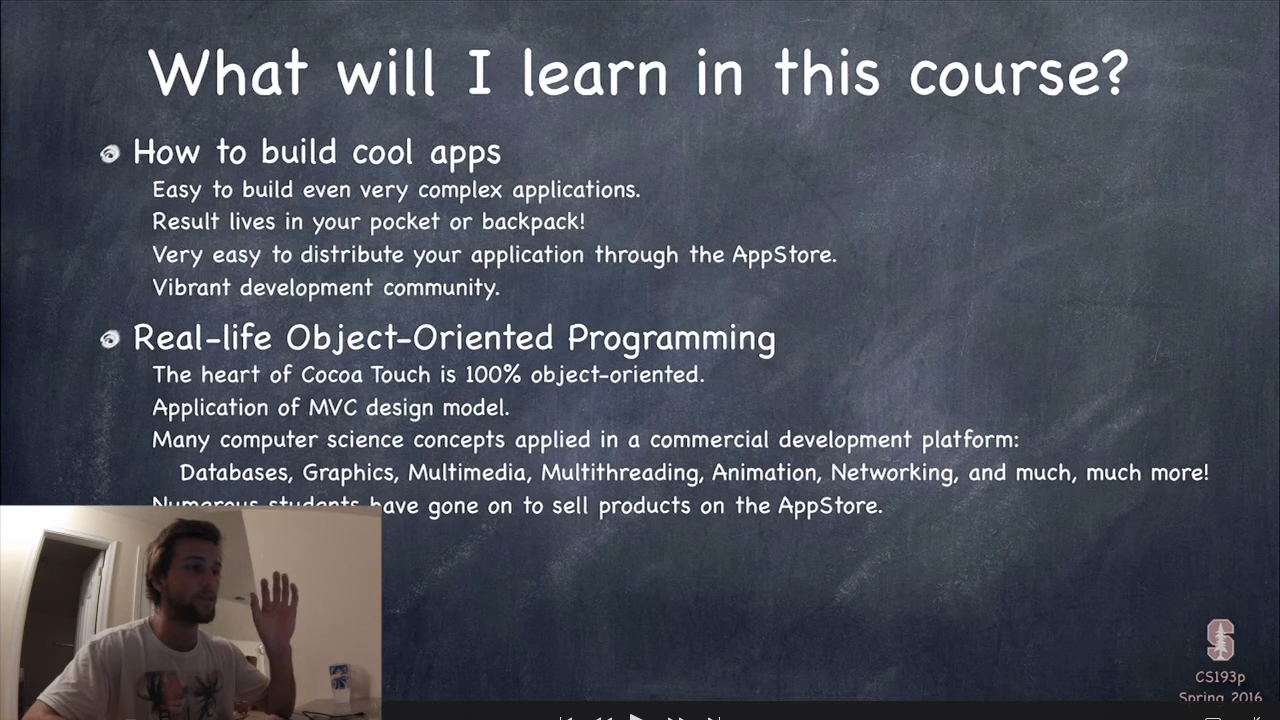 What will I learn in this course?
How to build cool apps
Easy to build even very complex applications.
Result lives in your pocket or backpack!
Very easy to distribute your application through the AppStore.
Vibrant development community.
Real-life Object-Oriented Programming
The heart of Cocoa Touch is 100% object-oriented.
Application of MVC design model.
Many computer science concepts applied in a commercial development platform:
Databases, Graphics, Multimedia, Multithreading, Animation, Networking, and much, much more!
Numerous students have gone on to sell products on the AppStore.
S
CS193p
Spring 2016